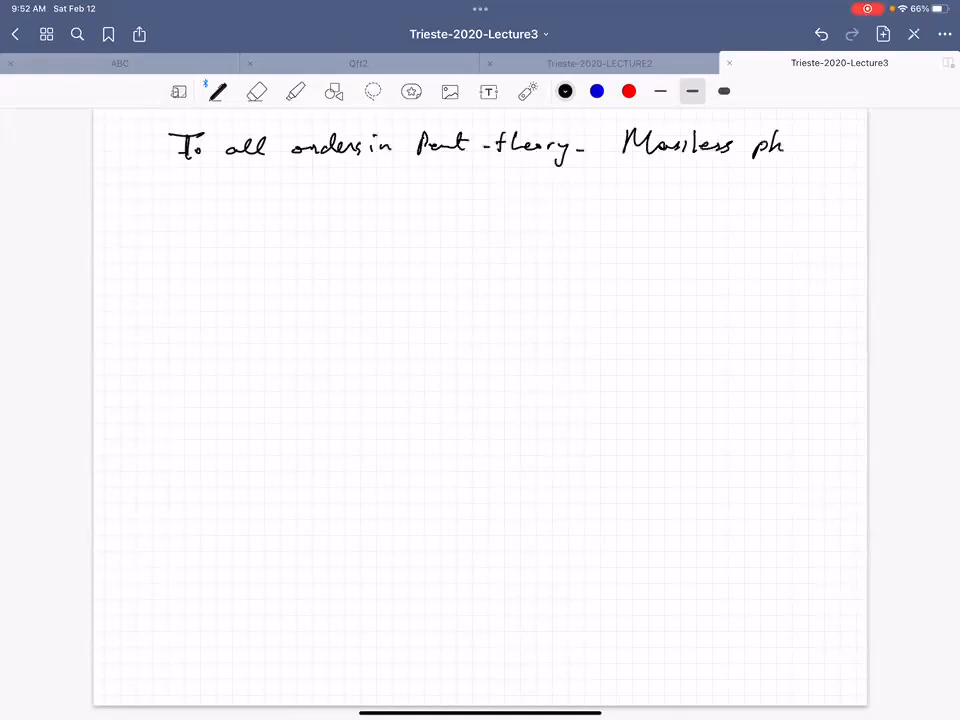 9:52 AM Sat Feb 12
66%
Trieste-2020-Lecture3
ABC
Qft2
Trieste-2020-LECTURE2
Trieste-2020-Lecture3
To all orders in Pert-theory- Massless ph